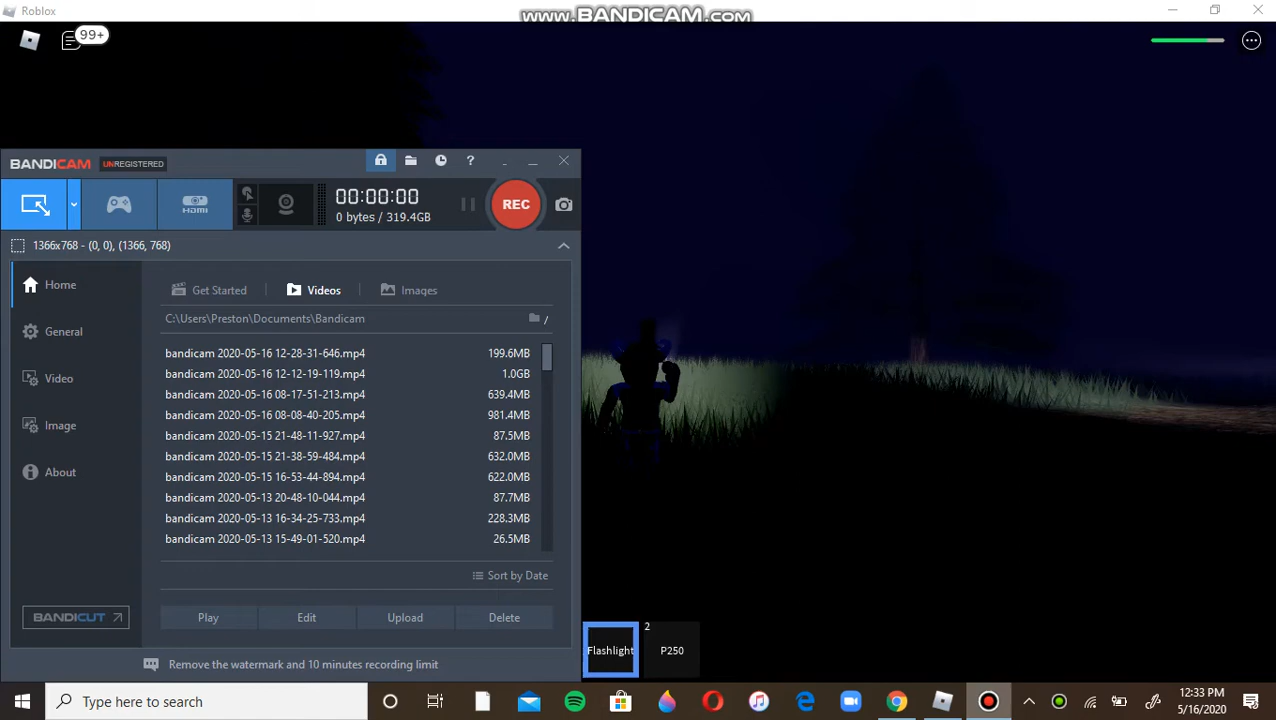 Roblox
www.BANDICAM.com
99+
BANDICAM UNREGISTERED
00:00:00
0 bytes / 319.4GB
REC
HDMI
1366x768 - (0, 0), (1366, 768)
Home
General
Video
Image
About
Get Started
Videos
Images
C:\Users\Preston\Documents\Bandicam
/
bandicam 2020-05-16 12-28-31-646.mp4 199.6MB
bandicam 2020-05-16 12-12-19-119.mp4 1.0GB
bandicam 2020-05-16 08-17-51-213.mp4 639.4MB
bandicam 2020-05-16 08-08-40-205.mp4 981.4MB
bandicam 2020-05-15 21-48-11-927.mp4 87.5MB
bandicam 2020-05-15 21-38-59-484.mp4 632.0MB
bandicam 2020-05-15 16-53-44-894.mp4 622.0MB
bandicam 2020-05-13 20-48-10-044.mp4 87.7MB
bandicam 2020-05-13 16-34-25-733.mp4 228.3MB
bandicam 2020-05-13 15-49-01-520.mp4 26.5MB
Sort by Date
BANDICUT
Play
Edit
Upload
Delete
Remove the watermark and 10 minutes recording limit
Flashlight
2
P250
Type here to search
12:33 PM
5/16/2020